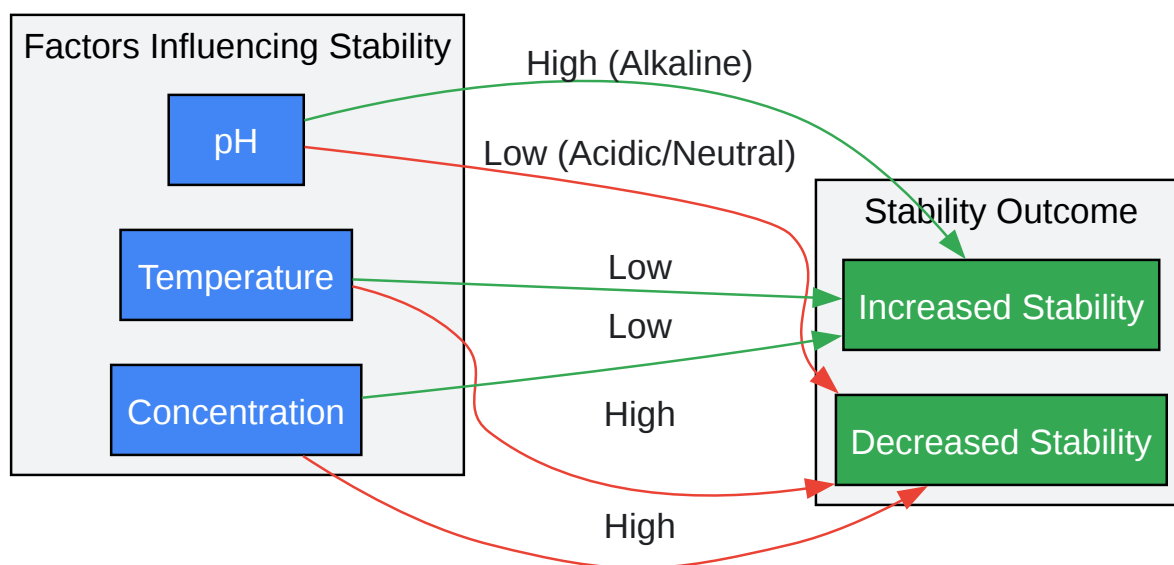 Factors Influencing Stability
pH
Temperature
Concentration
High (Alkaline)
Low (Acidic/Neutral)
Low
Low
High
High
Stability Outcome
Increased Stability
Decreased Stability